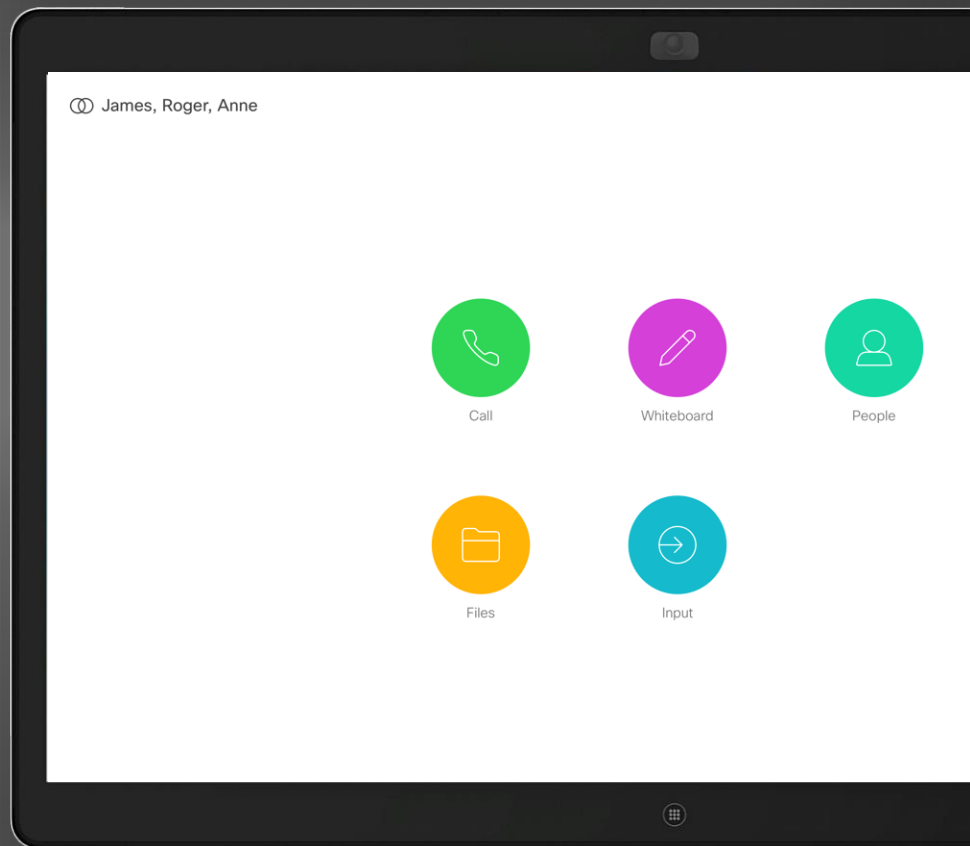 James, Roger, Anne
Call
Whiteboard
People
Files
Input